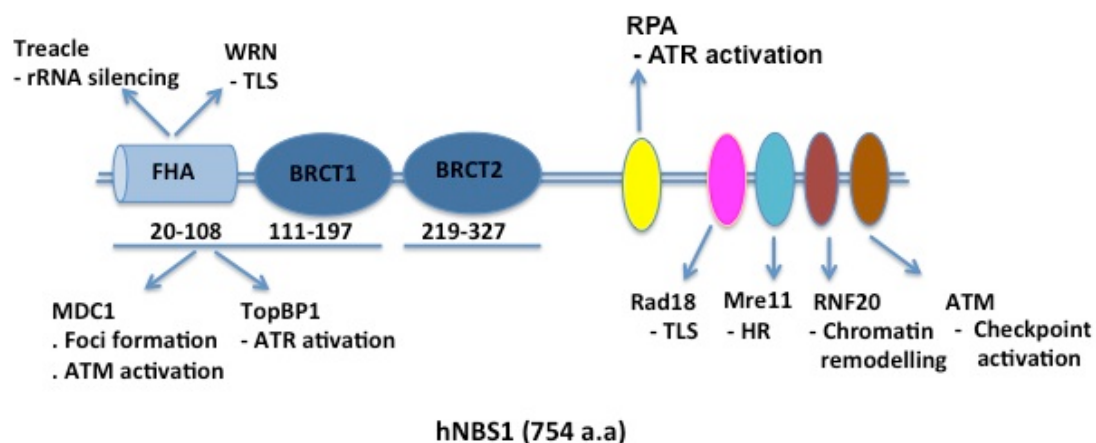 Treacle
- rRNA silencing
WRN
- TLS
RPA
- ATR activation
FHA
BRCT1
BRCT2
20-108
111-197
219-327
MDC1
. Foci formation
. ATM activation
TopBP1
- ATR ativation
Rad18
- TLS
Mre11
- HR
RNF20
- Chromatin
remodelling
ATM
- Checkpoint
activation
hNBS1 (754 a.a)